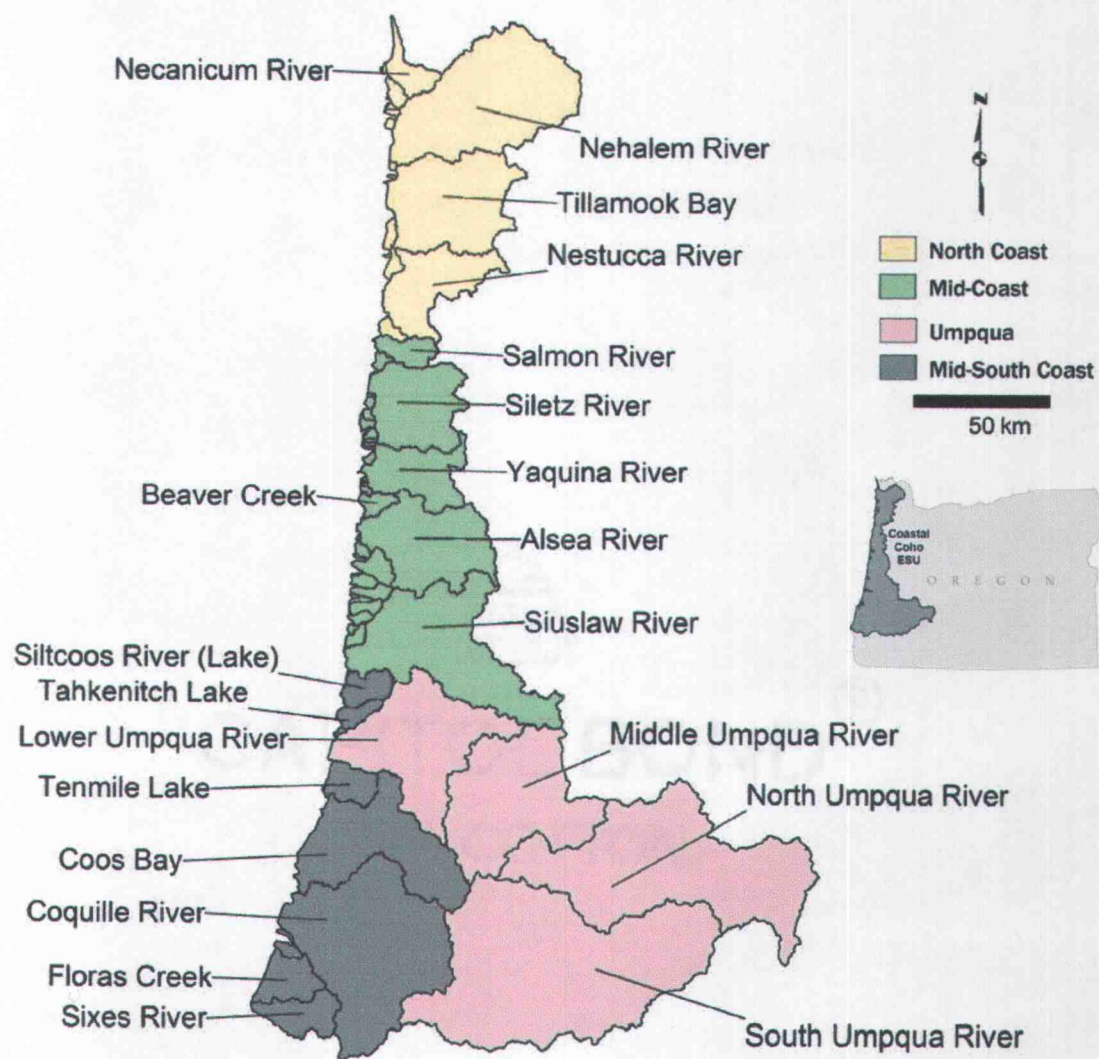 Necanicum River
Nehalem River
Tillamook Bay
Nestucca River
Salmon River
Siletz River
Yaquina River
Beaver Creek
Alsea River
Siuslaw River
Siltcoos River (Lake)
Tahkenitch Lake
Lower Umpqua River
Middle Umpqua River
Tenmile Lake
North Umpqua River
Coos Bay
Coquille River
Floras Creek
Sixes River
South Umpqua River
N
North Coast
Mid-Coast
Umpqua
Mid-South Coast
50 km
Coastal
Coho
ESU
OREGON